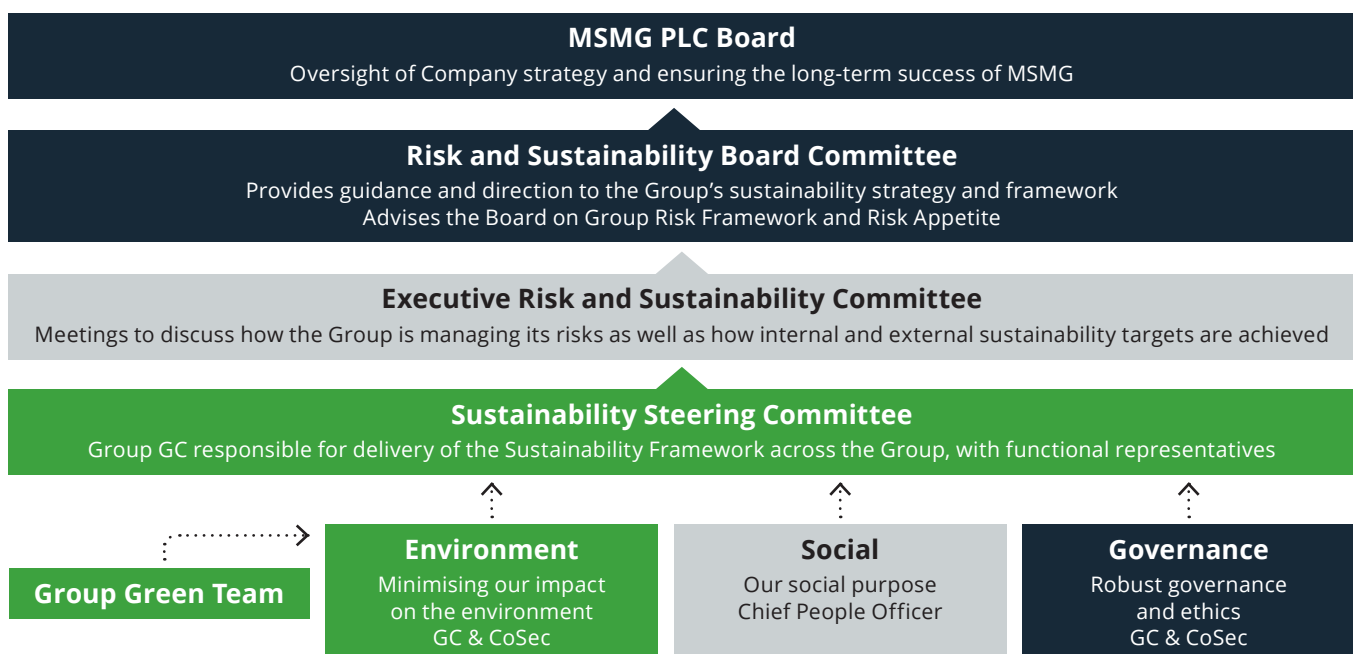 MSMG PLC Board
Oversight of Company strategy and ensuring the long-term success of MSMG
Risk and Sustainability Board Committee
Provides guidance and direction to the Group's sustainability strategy and framework
Advises the Board on Group Risk Framework and Risk Appetite
Executive Risk and Sustainability Committee
Meetings to discuss how the Group is managing its risks as well as how internal and external sustainability targets are achieved
Sustainability Steering Committee
Group GC responsible for delivery of the Sustainability Framework across the Group, with functional representatives
Group Green Team
Environment
Minimising our impact
on the environment
GC & CoSec
Social
Our social purpose
Chief People Officer
Governance
Robust governance
and ethics
GC & CoSec